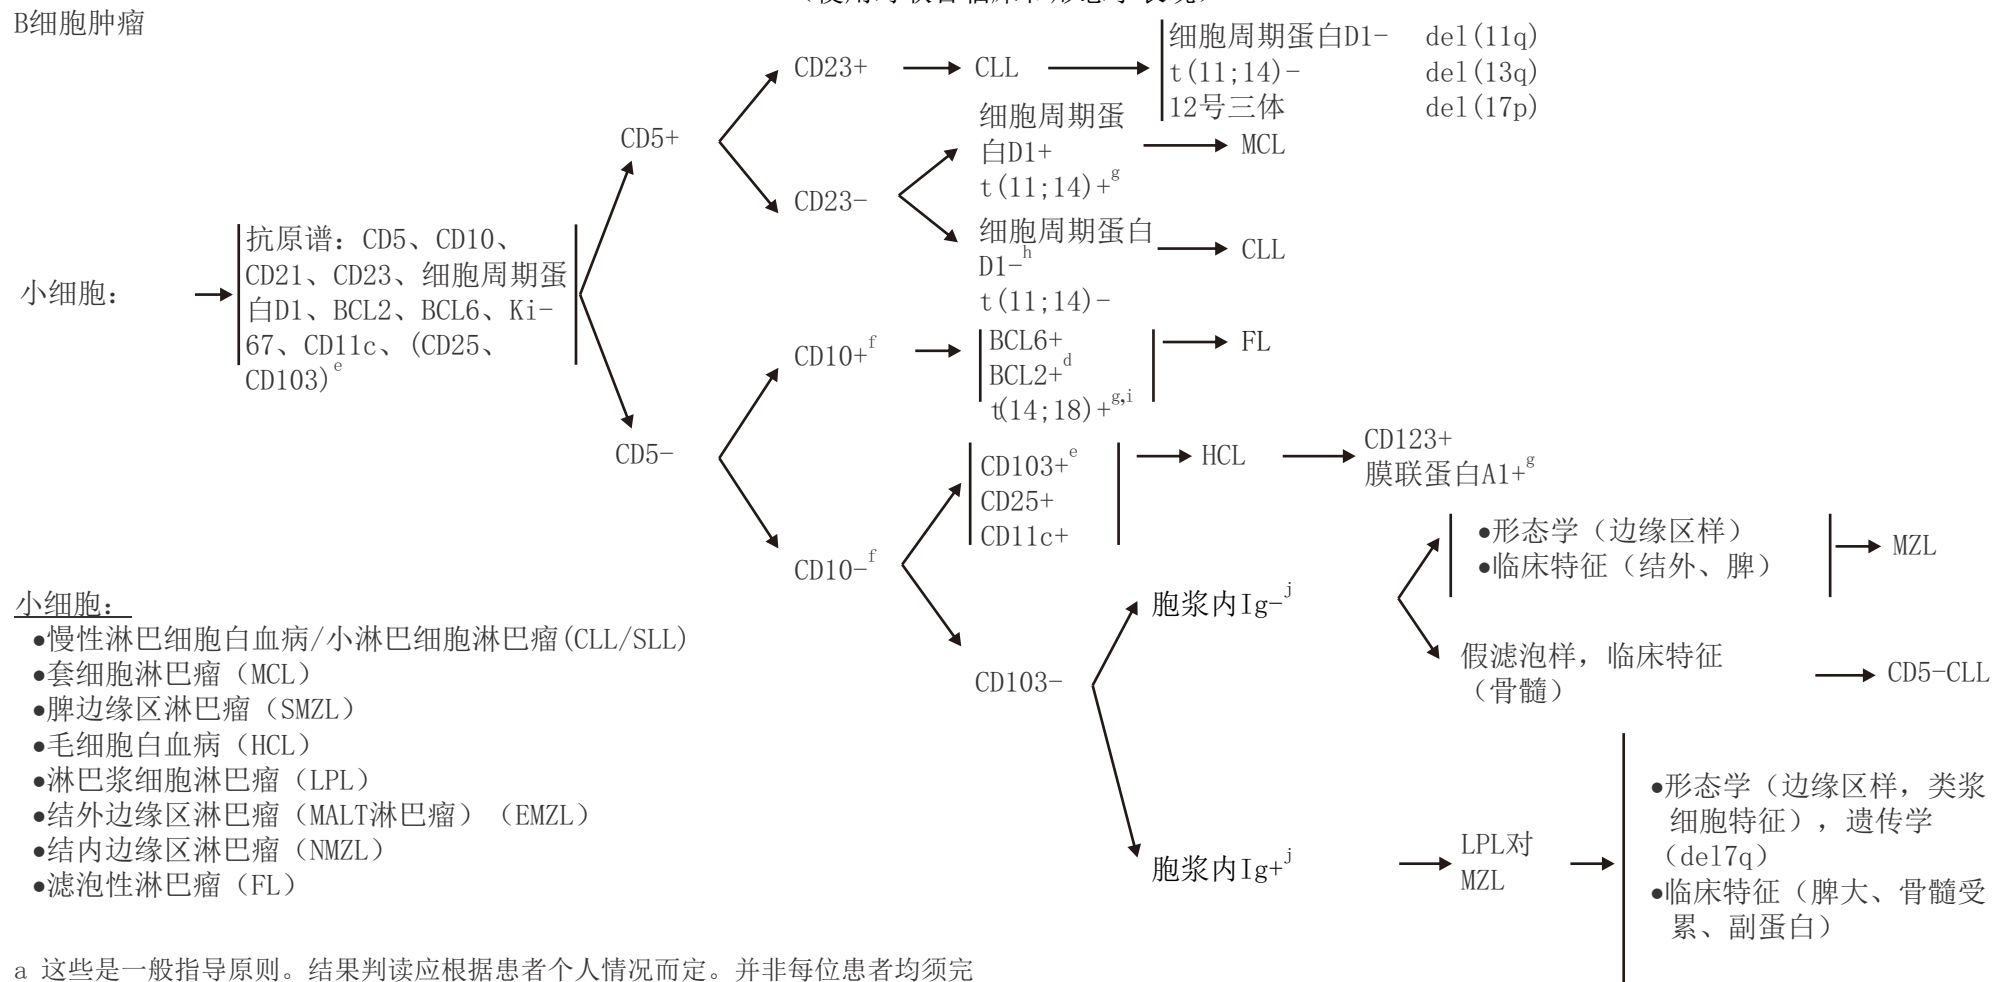 B细胞肿瘤
CD23+
CLL
细胞周期蛋白D1- del(11q)
t(11;14)- del(13q)
12号三体 del(17p)
CD5+
细胞周期蛋
白D1+
t(11;14)+g
MCL
CD23-
细胞周期蛋白
D1-h
t(11;14)-
CLL
小细胞:
抗原谱: CD5、CD10、
CD21、CD23、细胞周期蛋
白D1、BCL2、BCL6、Ki-
67、CD11c、(CD25、
CD103)e
CD10+f
BCL6+
BCL2+d
t(14;18)+g,i
FL
CD5-
CD103+e
CD25+
CD11c+
HCL
CD123+
膜联蛋白A1+g
CD10-f
●形态学（边缘区样）
●临床特征（结外、脾）
MZL
胞浆内Ig-j
假滤泡样，临床特征
（骨髓）
CD5-CLL
CD103-
胞浆内Ig+j
LPL对
MZL
●形态学（边缘区样，类浆
细胞特征），遗传学
（del7q）
●临床特征（脾大、骨髓受
累、副蛋白）
小细胞:
●慢性淋巴细胞白血病/小淋巴细胞淋巴瘤(CLL/SLL)
●套细胞淋巴瘤（MCL）
●脾边缘区淋巴瘤（SMZL）
●毛细胞白血病（HCL）
●淋巴浆细胞淋巴瘤（LPL）
●结外边缘区淋巴瘤（MALT淋巴瘤）（EMZL）
●结内边缘区淋巴瘤（NMZL）
●滤泡性淋巴瘤（FL）
a 这些是一般指导原则。结果判读应根据患者个人情况而定。并非每位患者均须完